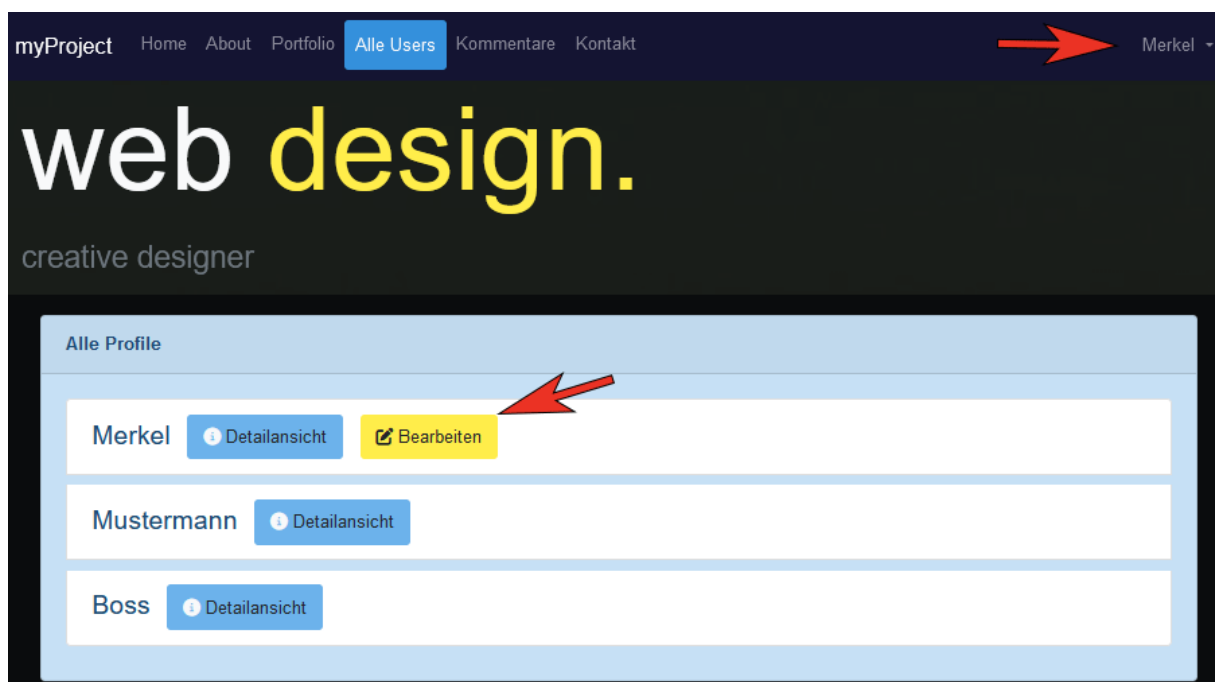 myProject Home About Portfolio Alle Users Kommentare Kontakt Merkel
web design.
creative designer
Alle Profile
Merkel Detailansicht Bearbeiten
Mustermann Detailansicht
Boss Detailansicht